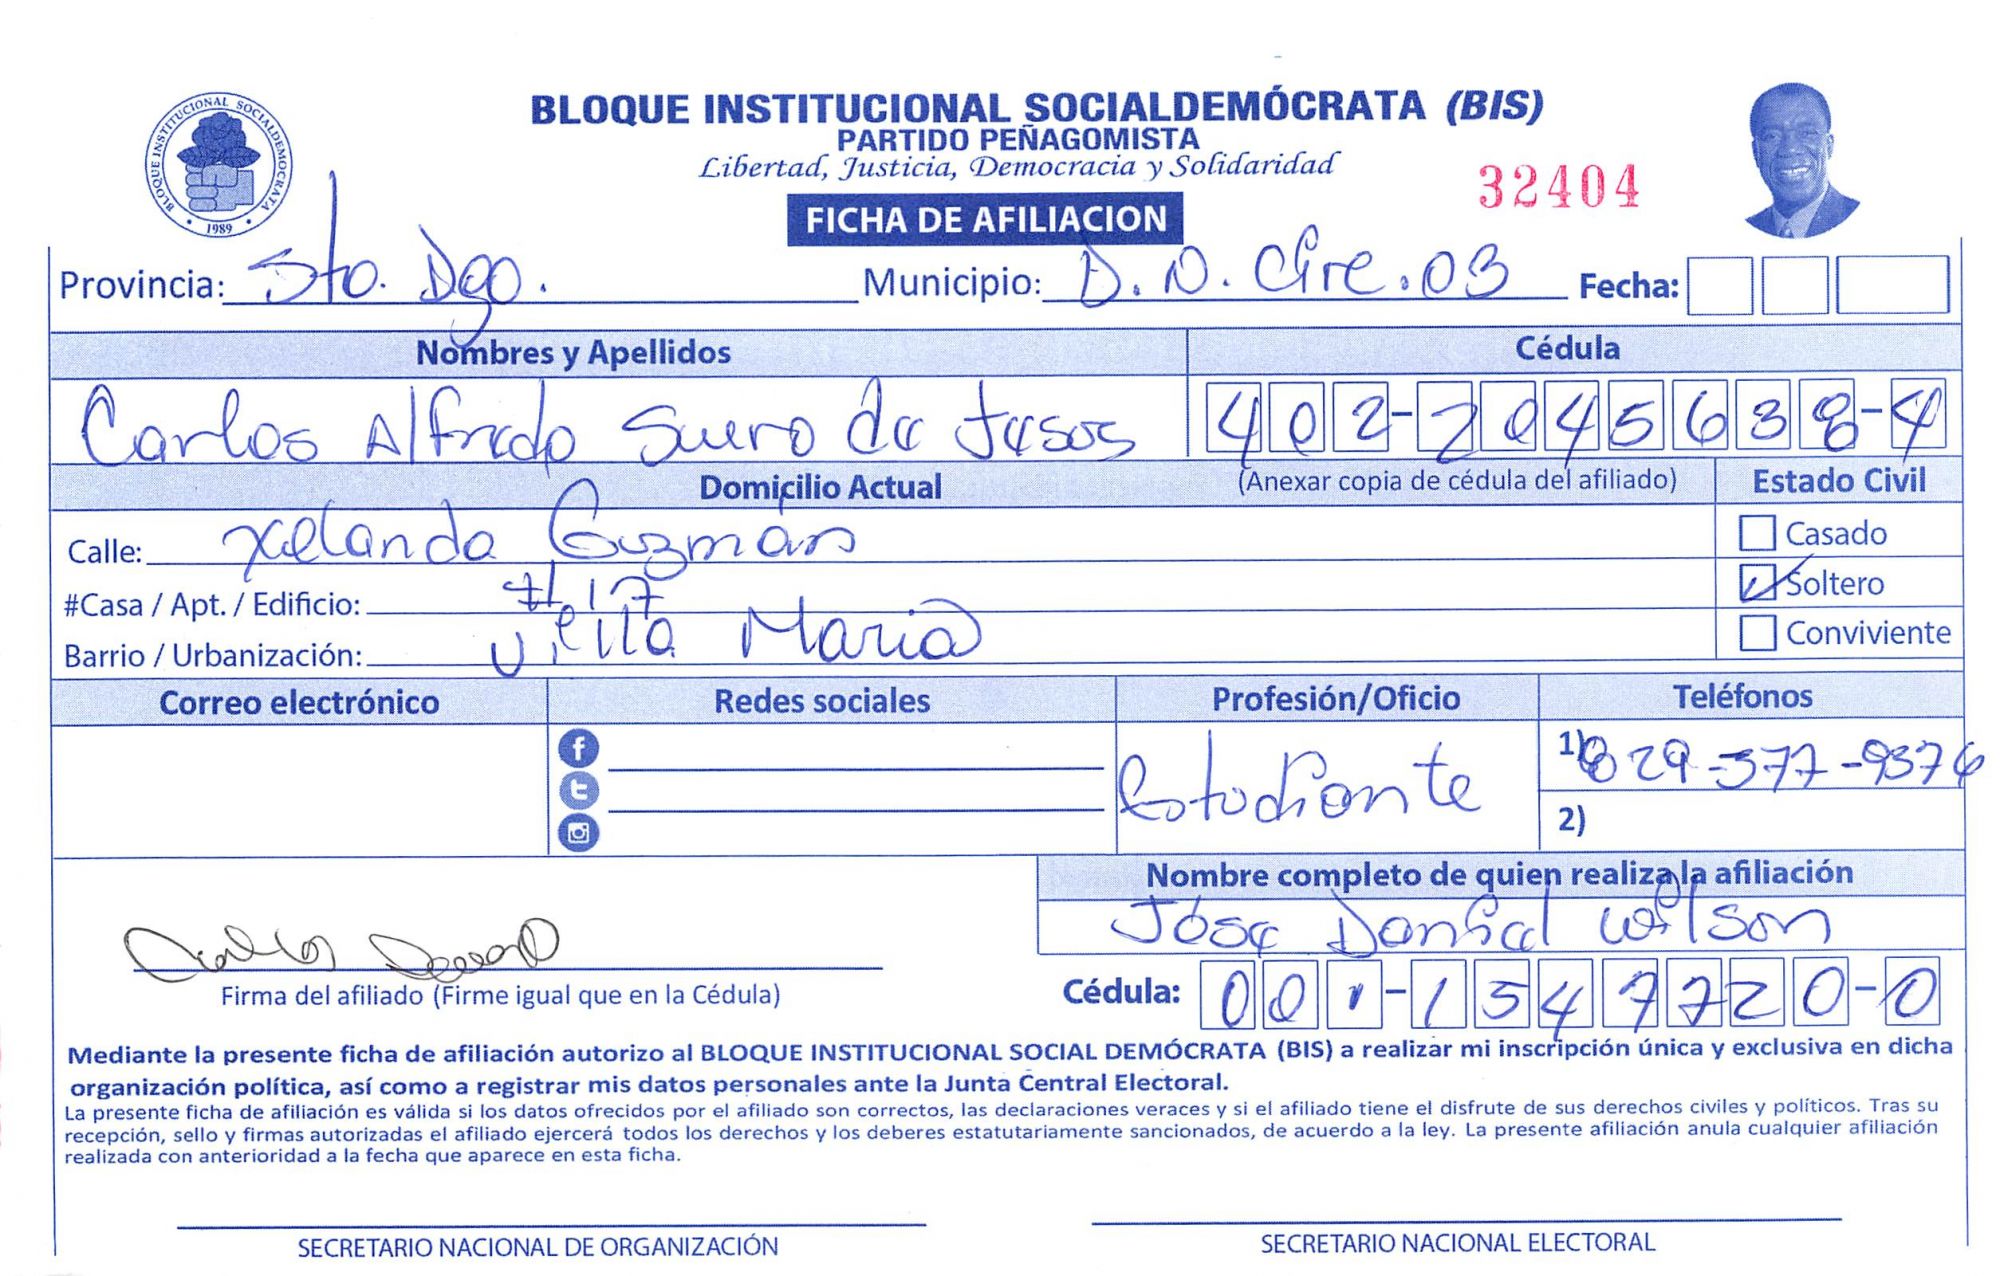 BLOQUE INSTITUCIONAL SOCIALDEMÓCRATA (BIS)
PARTIDO PEÑAGOMISTA
Libertad, Justicia, Democracia y Solidaridad
32404
BLOQUE INSTITUCIONAL SOCIALDEMOCRATA
1989
FICHA DE AFILIACION
Provincia: Sto. Dgo. Municipio: D. N. Circ. 03 Fecha:
Nombres y Apellidos Cédula
Carlos Alfredo Suero de Jesos 402-2045638-4
Domicilio Actual (Anexar copia de cédula del afiliado) Estado Civil
Calle: Guzman Casado
#Casa / Apt. / Edificio: # 17 Soltero
Barrio / Urbanización: Villa Maria Conviviente
Correo electrónico Redes sociales Profesión/Oficio Teléfonos
Estudiante 1) 829-577-9376
2)
Nombre completo de quien realiza la afiliación
Jóse Daniel Wilson
Firma del afiliado (Firme igual que en la Cédula) Cédula: 001-1547720-0
Mediante la presente ficha de afiliación autorizo al BLOQUE INSTITUCIONAL SOCIAL DEMÓCRATA (BIS) a realizar mi inscripción única y exclusiva en dicha
organización política, así como a registrar mis datos personales ante la Junta Central Electoral.
La presente ficha de afiliación es válida si los datos ofrecidos por el afiliado son correctos, las declaraciones veraces y si el afiliado tiene el disfrute de sus derechos civiles y políticos. Tras su
recepción, sello y firmas autorizadas el afiliado ejercerá todos los derechos y los deberes estatutariamente sancionados, de acuerdo a la ley. La presente afiliación anula cualquier afiliación
realizada con anterioridad a la fecha que aparece en esta ficha.
SECRETARIO NACIONAL DE ORGANIZACIÓN SECRETARIO NACIONAL ELECTORAL